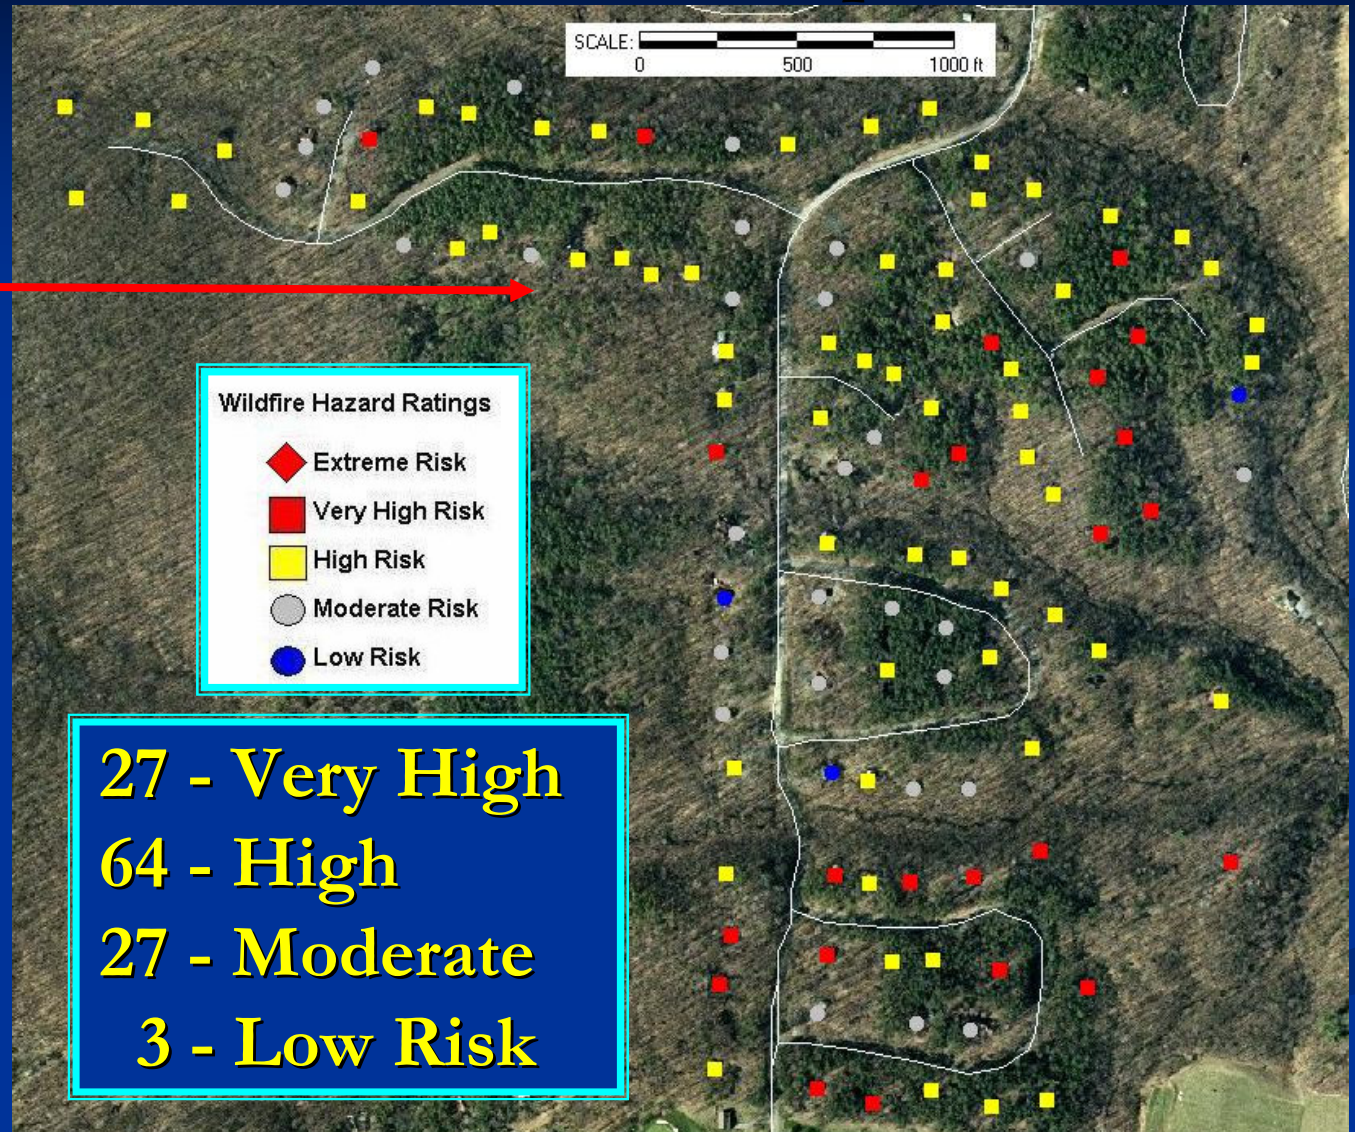 SCALE:
0 500 1000 ft
Wildfire Hazard Ratings
Extreme Risk
Very High Risk
High Risk
Moderate Risk
Low Risk
27 - Very High
64 - High
27 - Moderate
3 - Low Risk